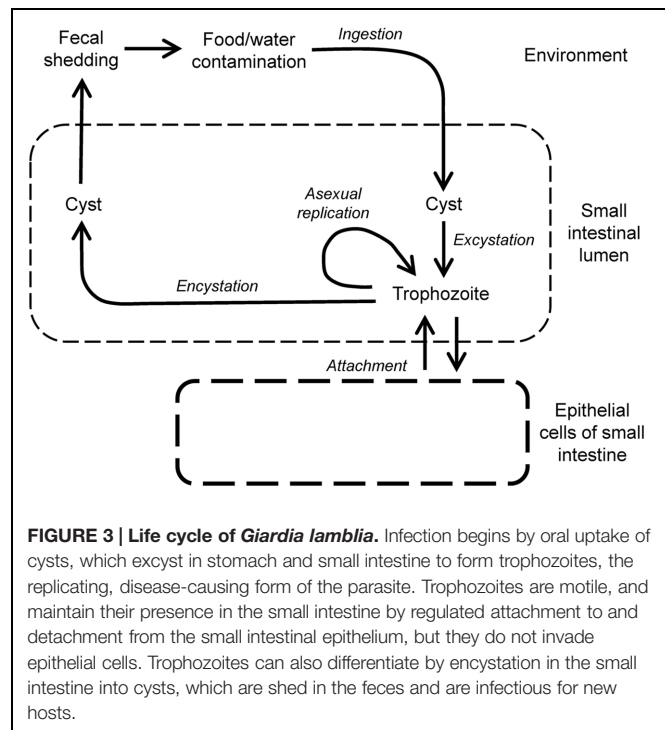 Fecal
shedding
Food/water
contamination
Ingestion
Environment
Cyst
Asexual
replication
Cyst
Excystation
Small
intestinal
lumen
Encystation
Trophozoite
Attachment
Epithelial
cells of small
intestine
FIGURE 3 | Life cycle of Giardia lamblia. Infection begins by oral uptake of
cysts, which excyst in stomach and small intestine to form trophozoites, the
replicating, disease-causing form of the parasite. Trophozoites are motile, and
maintain their presence in the small intestine by regulated attachment to and
detachment from the small intestinal epithelium, but they do not invade
epithelial cells. Trophozoites can also differentiate by encystation in the small
intestine into cysts, which are shed in the feces and are infectious for new
hosts.